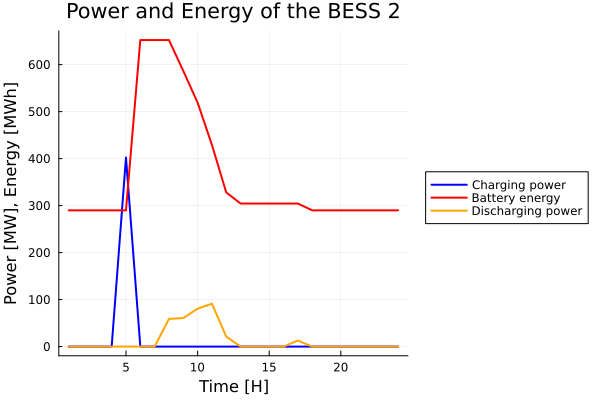 Power and Energy of the BESS 2
Power [MW], Energy [MWh]
600
500
400
300
200
100
0
5
10
15
20
Time [H]
Charging power
Battery energy
Discharging power